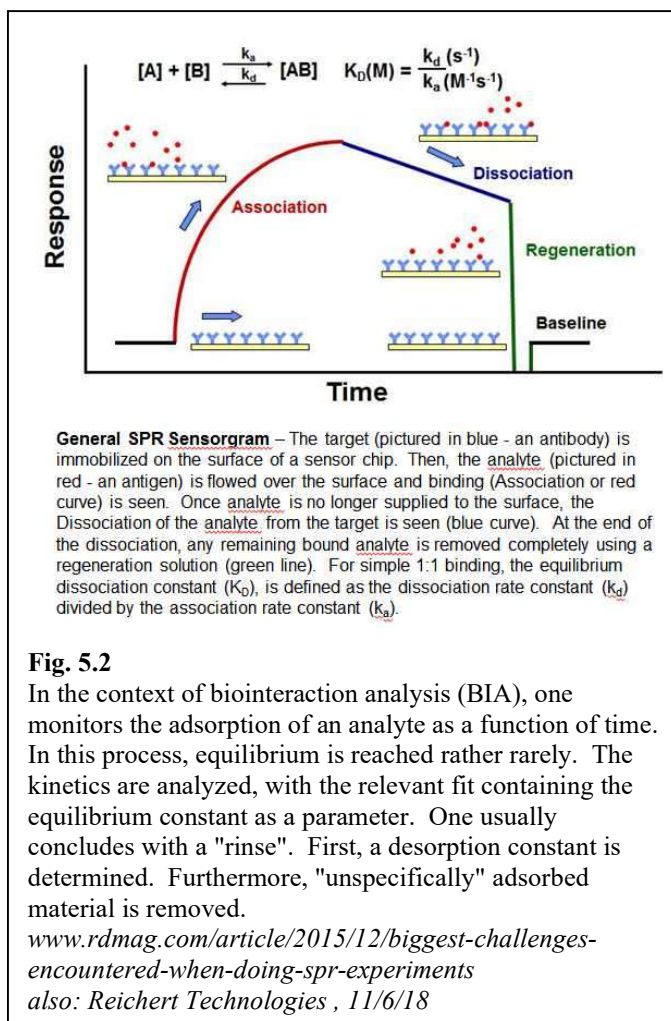 [A] + [B] kₐ k_d [AB] K_D(M) = k_d (s⁻¹) / kₐ (M⁻¹s⁻¹)
Response
Association
Dissociation
Regeneration
Baseline
Time
General SPR Sensorgram – The target (pictured in blue - an antibody) is
immobilized on the surface of a sensor chip. Then, the analyte (pictured in
red - an antigen) is flowed over the surface and binding (Association or red
curve) is seen. Once analyte is no longer supplied to the surface, the
Dissociation of the analyte from the target is seen (blue curve). At the end of
the dissociation, any remaining bound analyte is removed completely using a
regeneration solution (green line). For simple 1:1 binding, the equilibrium
dissociation constant (K_D), is defined as the dissociation rate constant (k_d)
divided by the association rate constant (kₐ).
Fig. 5.2
In the context of biointeraction analysis (BIA), one
monitors the adsorption of an analyte as a function of time.
In this process, equilibrium is reached rather rarely. The
kinetics are analyzed, with the relevant fit containing the
equilibrium constant as a parameter. One usually
concludes with a "rinse". First, a desorption constant is
determined. Furthermore, "unspecifically" adsorbed
material is removed.
www.rdmag.com/article/2015/12/biggest-challenges-
encountered-when-doing-spr-experiments
also: Reichert Technologies , 11/6/18